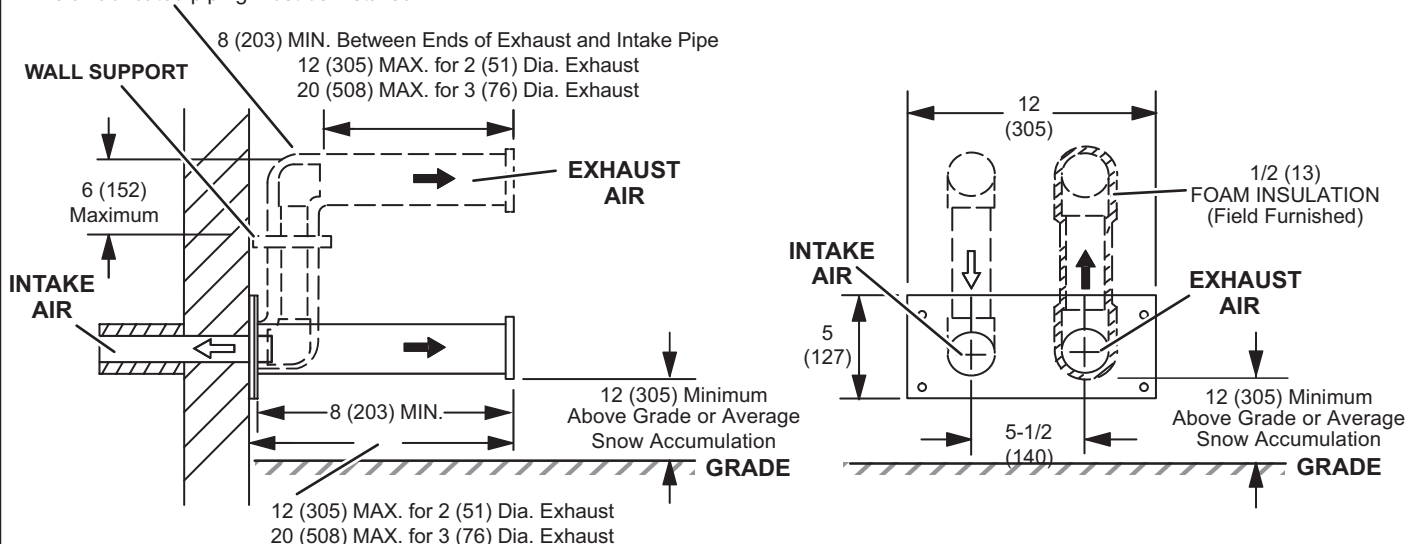 8 (203) MIN. Between Ends of Exhaust and Intake Pipe
12 (305) MAX. for 2 (51) Dia. Exhaust
20 (508) MAX. for 3 (76) Dia. Exhaust
WALL SUPPORT
6 (152)
Maximum
EXHAUST
AIR
INTAKE
AIR
8 (203) MIN.
12 (305) Minimum
Above Grade or Average
Snow Accumulation
GRADE
12 (305) MAX. for 2 (51) Dia. Exhaust
20 (508) MAX. for 3 (76) Dia. Exhaust
12
(305)
1/2 (13)
FOAM INSULATION
(Field Furnished)
INTAKE
AIR
EXHAUST
AIR
5
(127)
5-1/2
(140)
12 (305) Minimum
Above Grade or Average
Snow Accumulation
GRADE